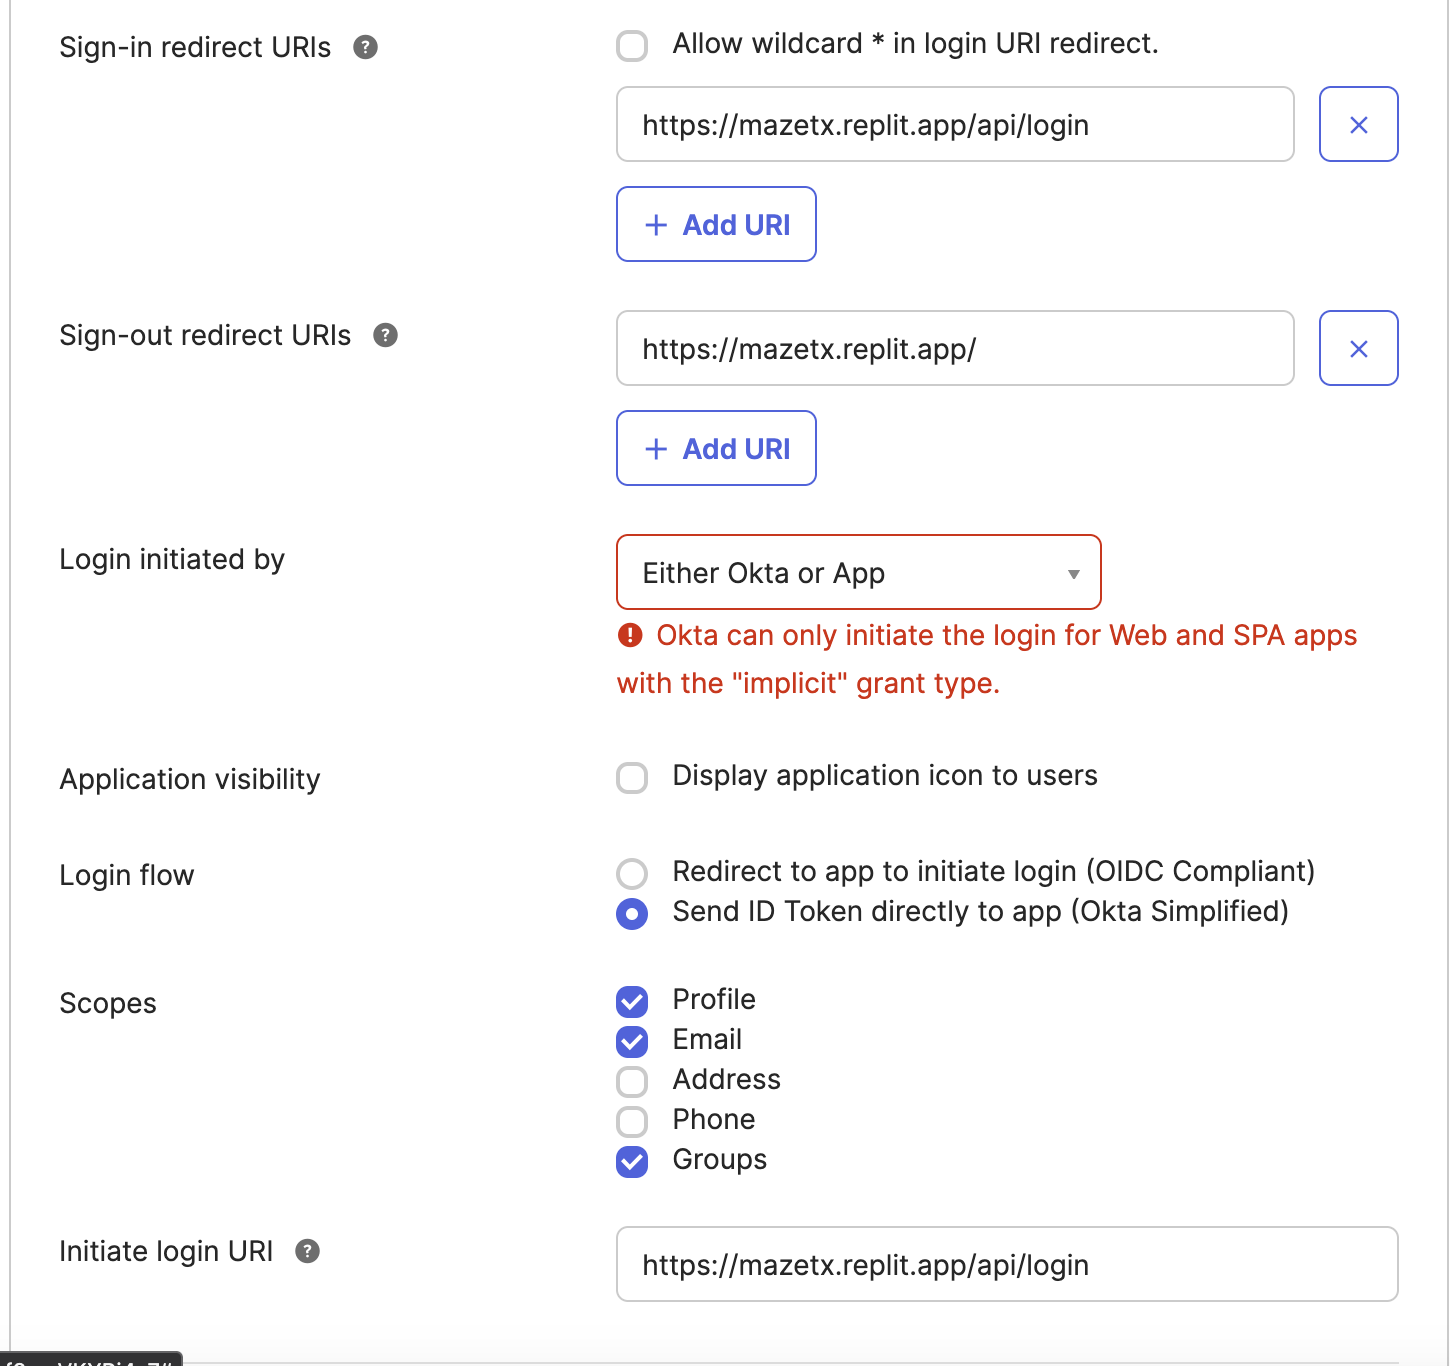 Sign-in redirect URIs ?
Allow wildcard * in login URI redirect.
https://mazetx.replit.app/api/login
×
+ Add URI
Sign-out redirect URIs ?
https://mazetx.replit.app/
×
+ Add URI
Login initiated by
Either Okta or App
Okta can only initiate the login for Web and SPA apps
with the "implicit" grant type.
Application visibility
Display application icon to users
Login flow
Redirect to app to initiate login (OIDC Compliant)
Send ID Token directly to app (Okta Simplified)
Scopes
Profile
Email
Address
Phone
Groups
Initiate login URI ?
https://mazetx.replit.app/api/login